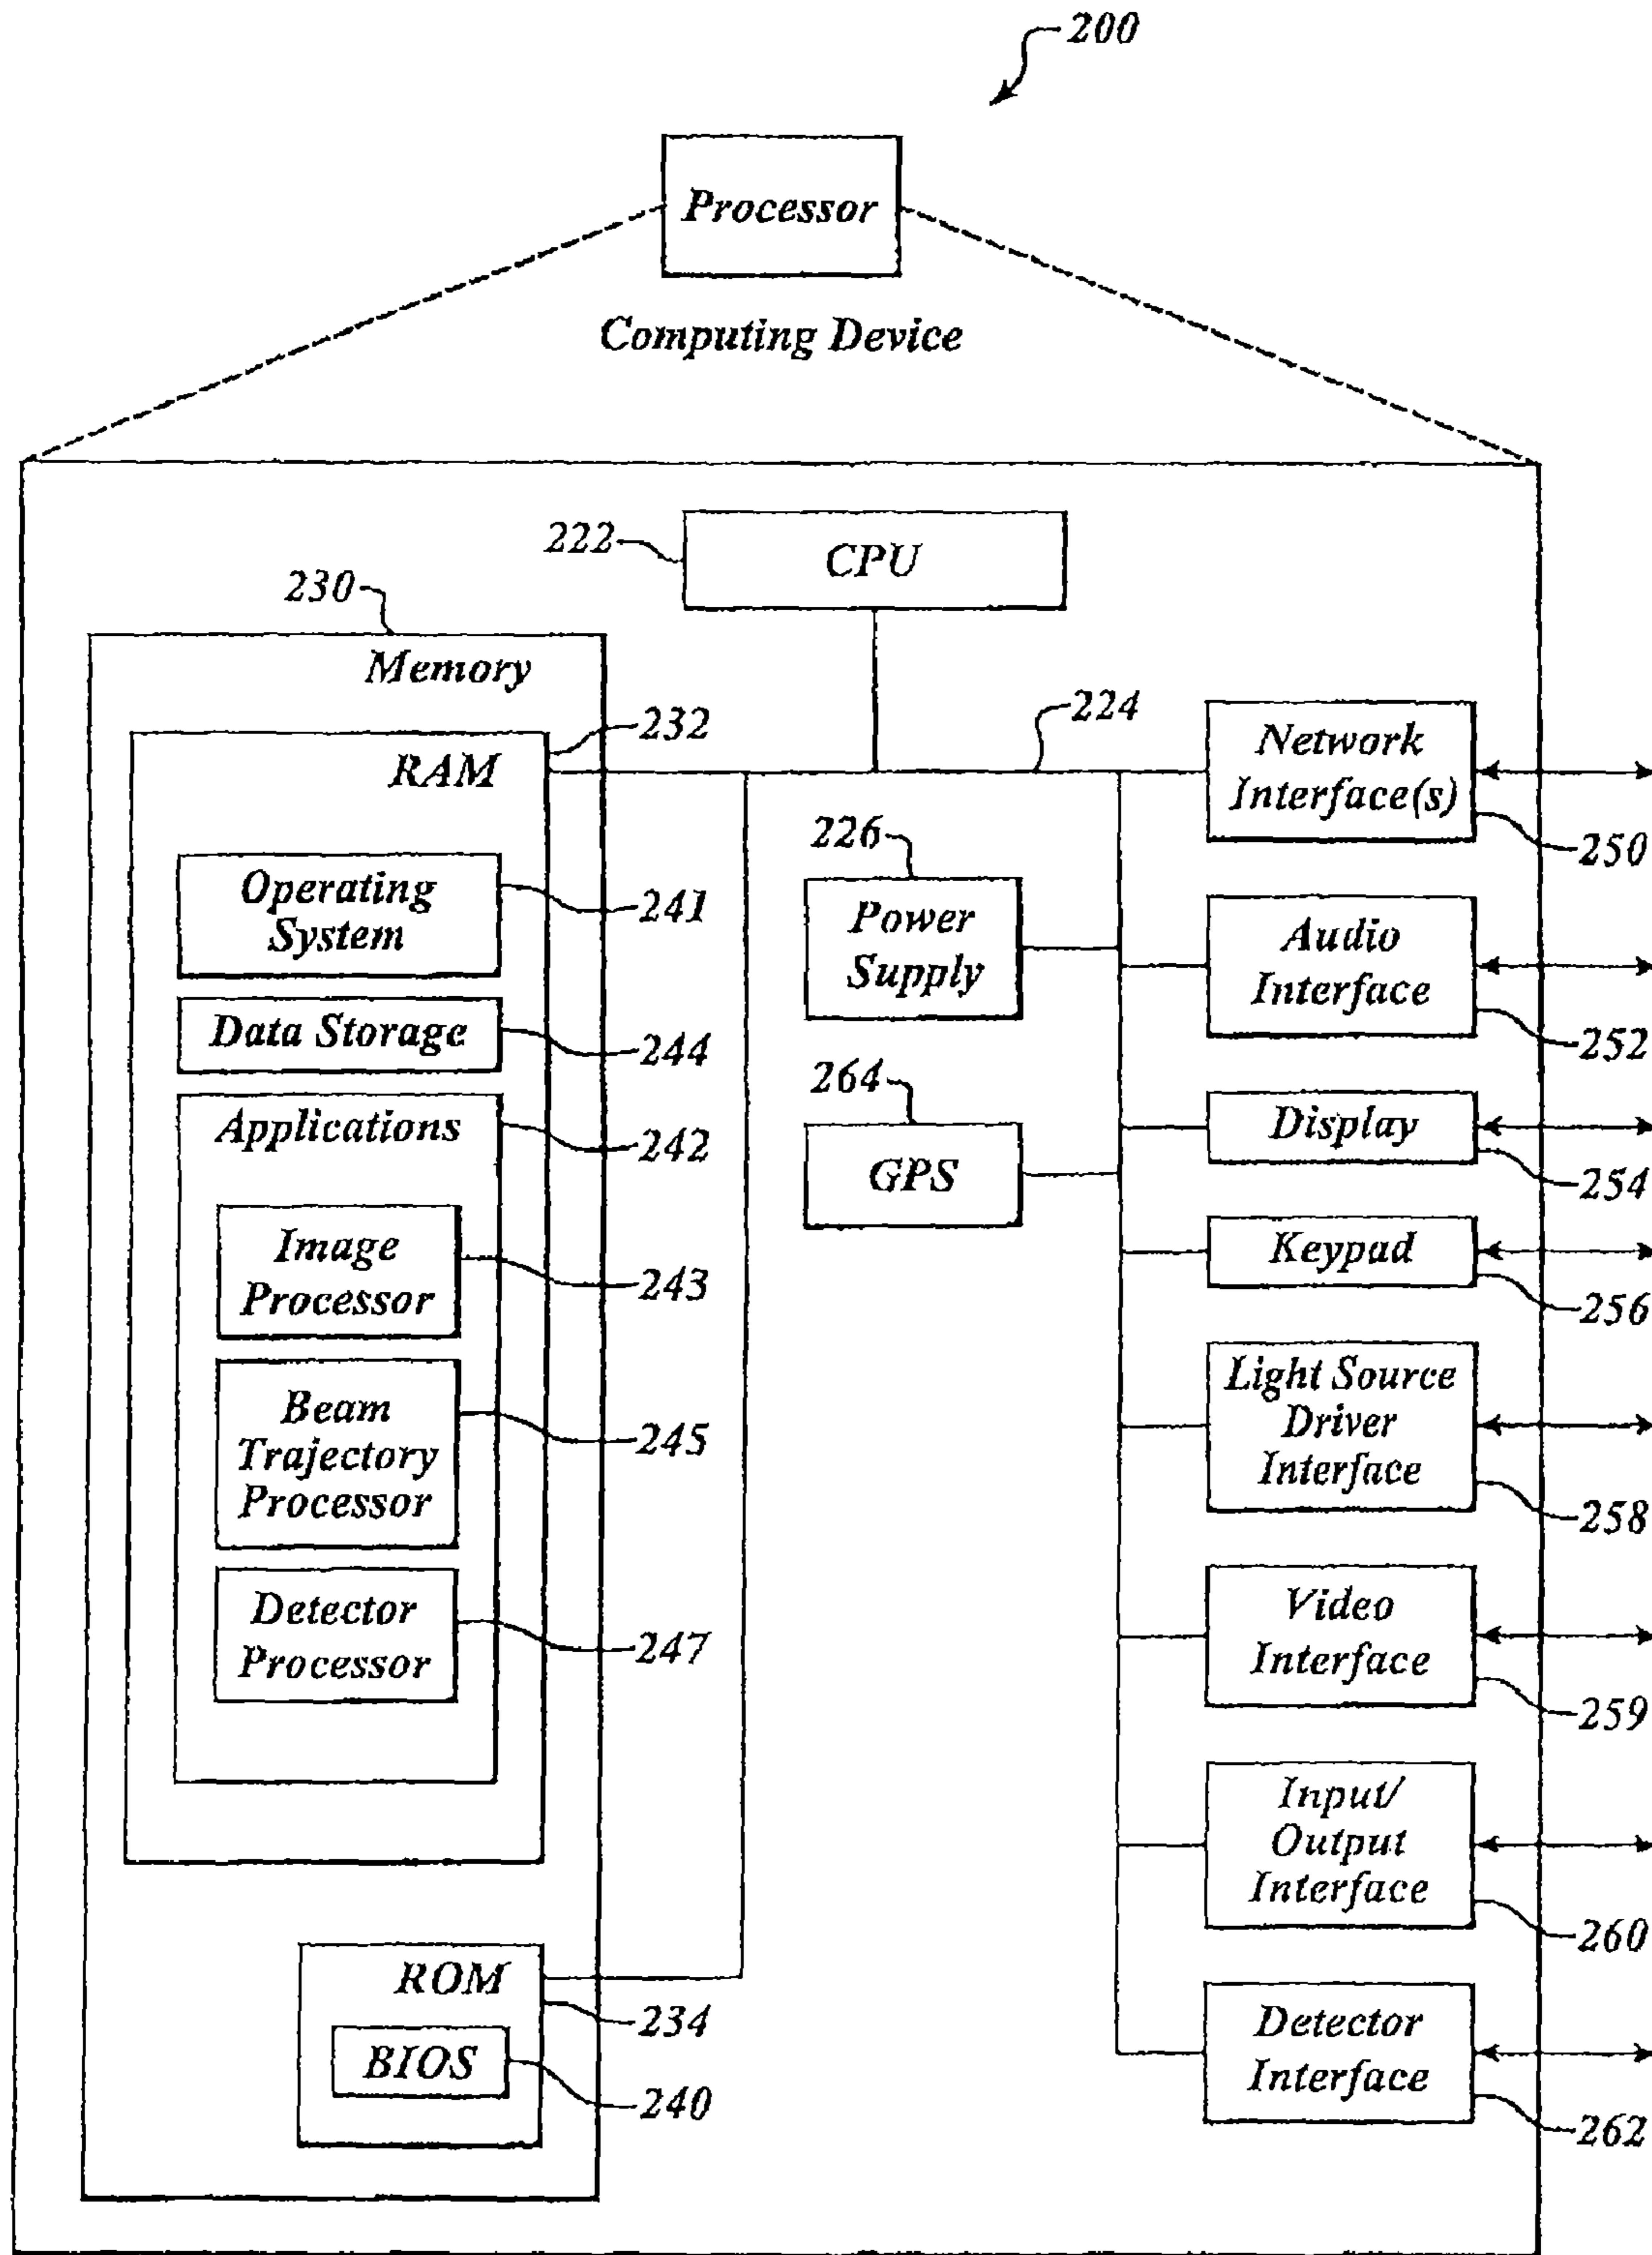 200
Processor
Computing Device
222
CPU
230
Memory
232
RAM
224
Network
Interface(s)
250
Operating
System
241
226
Power
Supply
Audio
Interface
252
Data Storage
244
264
GPS
Display
254
Applications
242
Keypad
256
Image
Processor
243
Light Source
Driver
Interface
258
Beam
Trajectory
Processor
245
Video
Interface
259
Detector
Processor
247
Input/
Output
Interface
260
ROM
234
BIOS
240
Detector
Interface
262